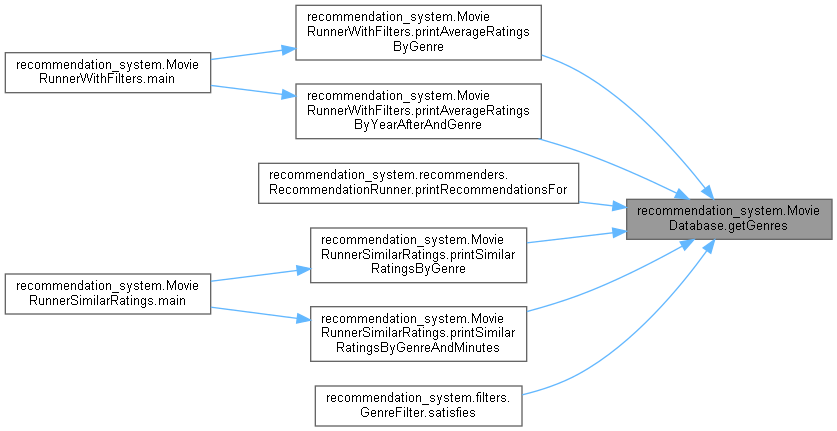 recommendation_system.Movie
RunnerWithFilters.printAverageRatings
ByGenre
recommendation_system.Movie
RunnerWithFilters.main
recommendation_system.Movie
RunnerWithFilters.printAverageRatings
ByYearAfterAndGenre
recommendation_system.recommenders.
RecommendationRunner.printRecommendationsFor
recommendation_system.Movie
Database.getGenres
recommendation_system.Movie
RunnerSimilarRatings.printSimilar
RatingsByGenre
recommendation_system.Movie
RunnerSimilarRatings.main
recommendation_system.Movie
RunnerSimilarRatings.printSimilar
RatingsByGenreAndMinutes
recommendation_system.filters.
GenreFilter.satisfies